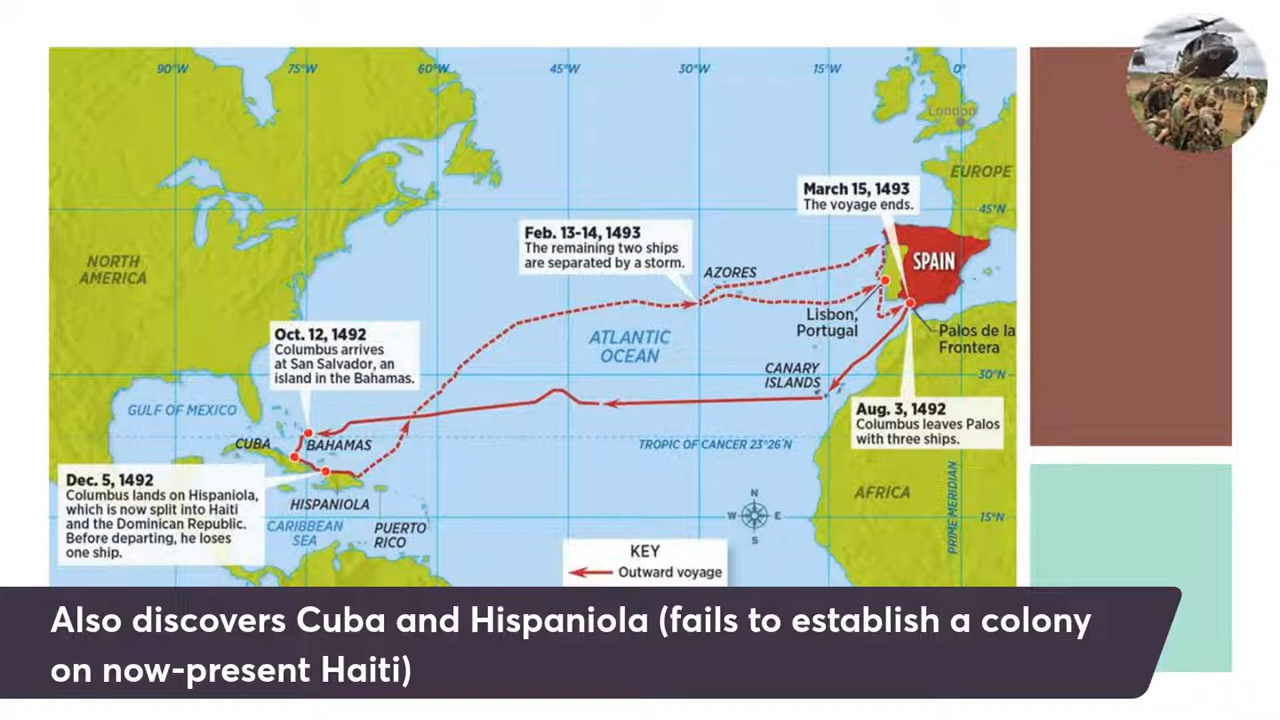 90°W
75°W
60°W
45°W
30°W
15°W
0°
London
EUROPE
March 15, 1493
The voyage ends.
45°N
Feb. 13-14, 1493
The remaining two ships
are separated by a storm.
AZORES
SPAIN
NORTH
AMERICA
Lisbon,
Portugal
Palos de la
Frontera
Oct. 12, 1492
Columbus arrives
at San Salvador, an
island in the Bahamas.
ATLANTIC
OCEAN
CANARY
ISLANDS
30°N
GULF OF MEXICO
Aug. 3, 1492
Columbus leaves Palos
with three ships.
CUBA
BAHAMAS
TROPIC OF CANCER 23°26'N
Dec. 5, 1492
Columbus lands on Hispaniola,
which is now split into Haiti
and the Dominican Republic.
Before departing, he loses
one ship.
HISPANIOLA
CARIBBEAN
SEA
PUERTO
RICO
AFRICA
PRIME MERIDIAN
15°N
N
W
E
S
KEY
Outward voyage
Also discovers Cuba and Hispaniola (fails to establish a colony
on now-present Haiti)